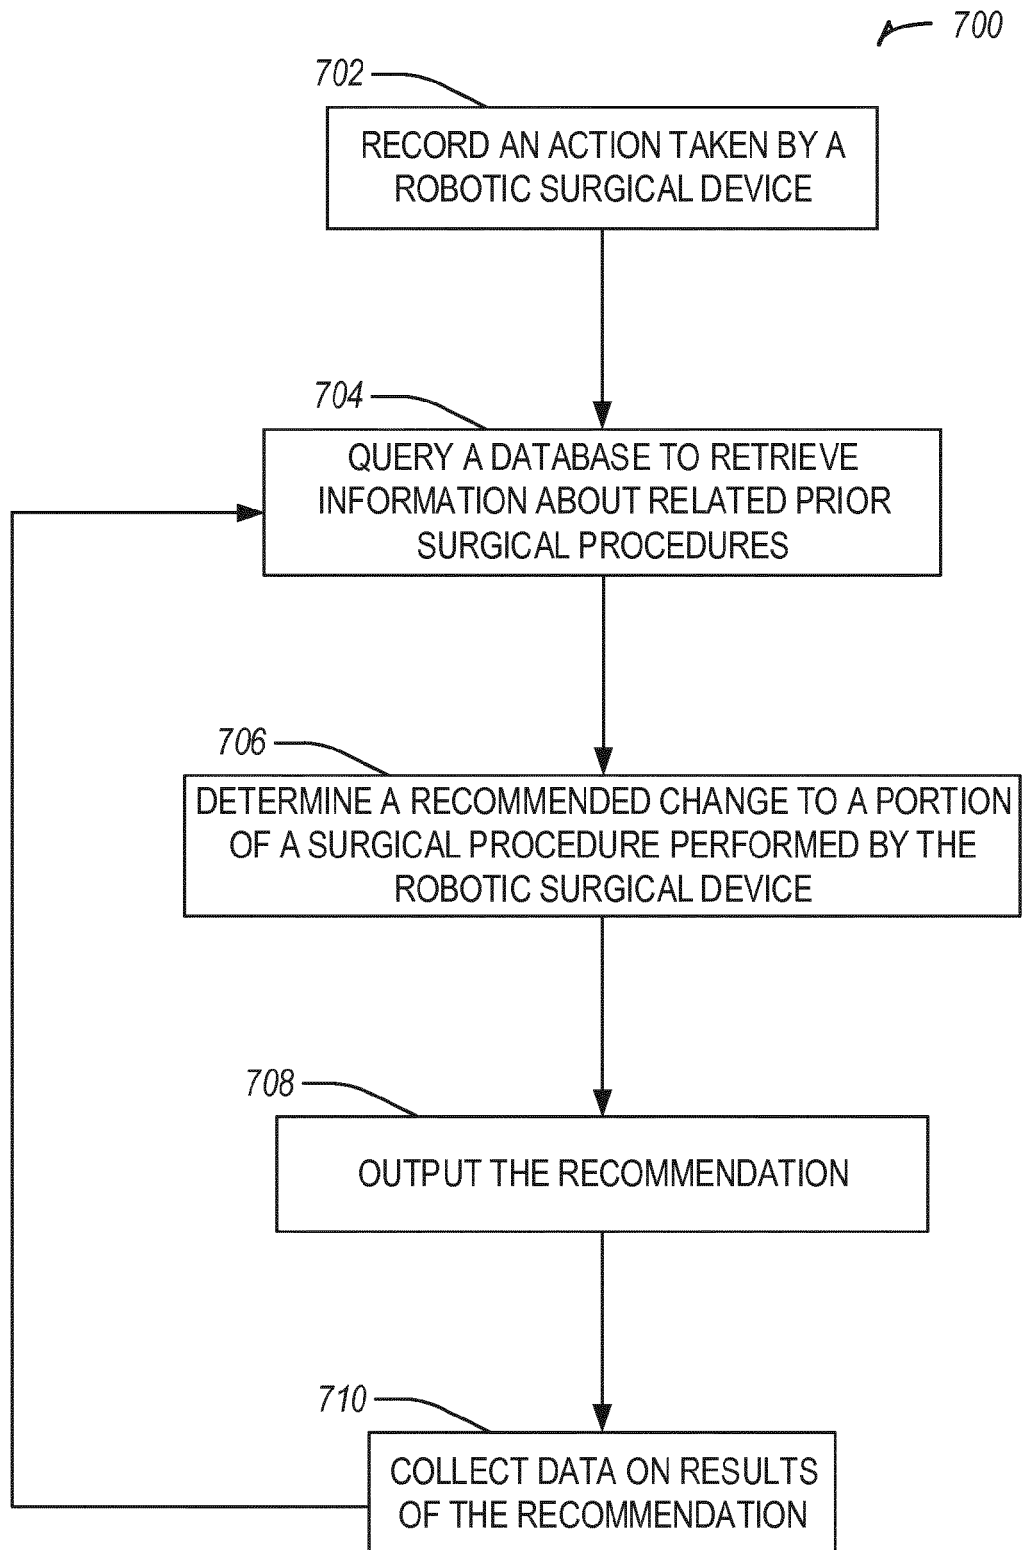 700
702
RECORD AN ACTION TAKEN BY A
ROBOTIC SURGICAL DEVICE
704
QUERY A DATABASE TO RETRIEVE
INFORMATION ABOUT RELATED PRIOR
SURGICAL PROCEDURES
706
DETERMINE A RECOMMENDED CHANGE TO A PORTION
OF A SURGICAL PROCEDURE PERFORMED BY THE
ROBOTIC SURGICAL DEVICE
708
OUTPUT THE RECOMMENDATION
710
COLLECT DATA ON RESULTS
OF THE RECOMMENDATION